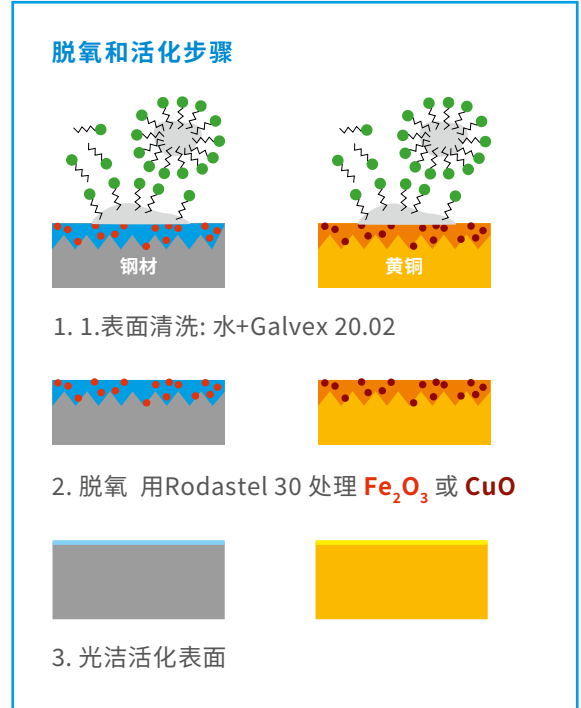 脱氧和活化步骤
钢材
黄铜
1. 1.表面清洗: 水+Galvex 20.02
2. 脱氧 用Rodastel 30 处理 Fe₂O₃ 或 CuO
3. 光洁活化表面